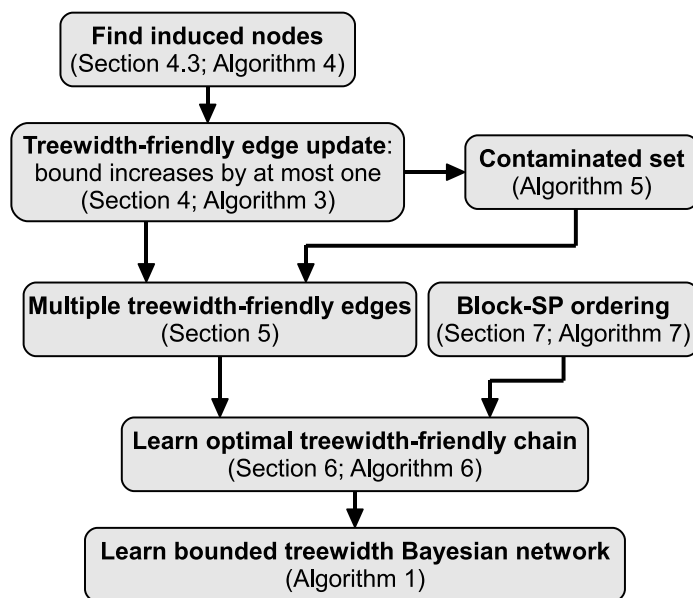 Find induced nodes
(Section 4.3; Algorithm 4)
Treewidth-friendly edge update:
bound increases by at most one
(Section 4; Algorithm 3)
Contaminated set
(Algorithm 5)
Multiple treewidth-friendly edges
(Section 5)
Block-SP ordering
(Section 7; Algorithm 7)
Learn optimal treewidth-friendly chain
(Section 6; Algorithm 6)
Learn bounded treewidth Bayesian network
(Algorithm 1)